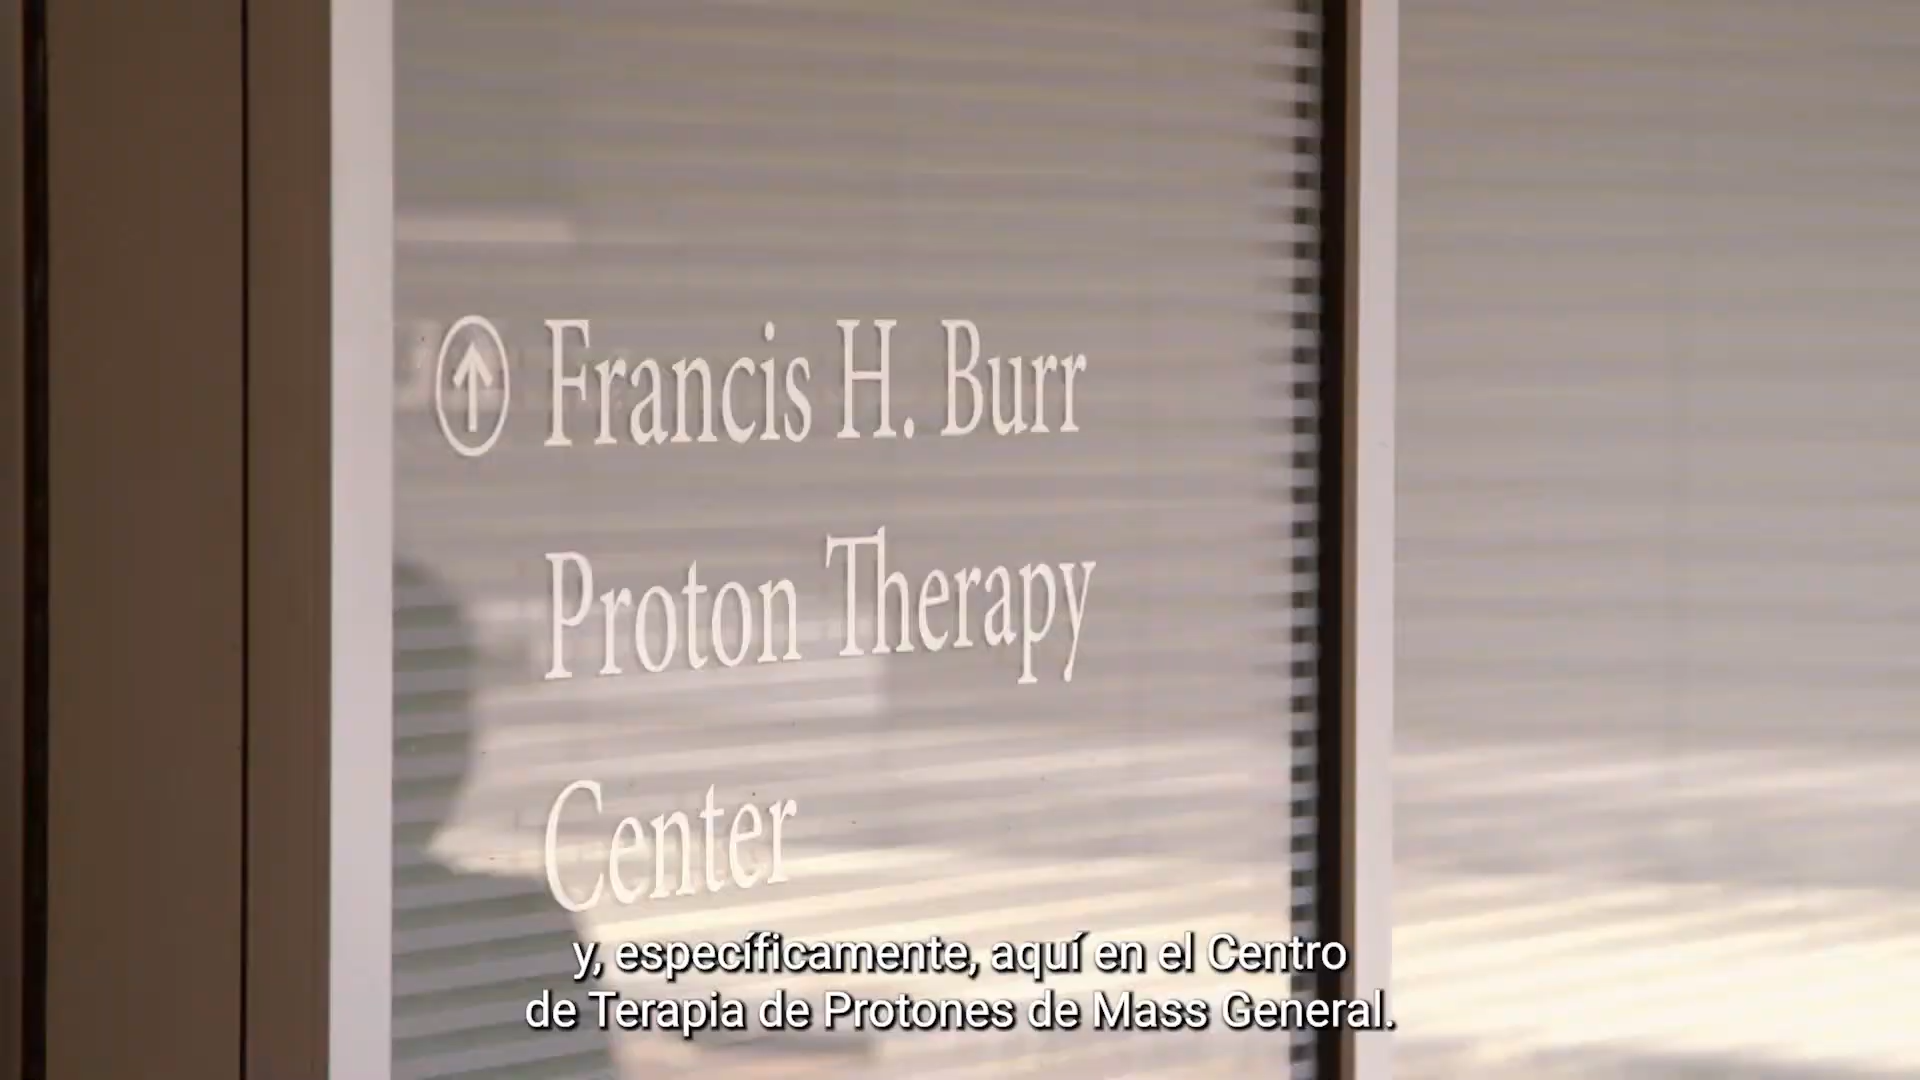 Francis H. Burr
Proton Therapy
Center
y, específicamente, aquí en el Centro
de Terapia de Protones de Mass General.